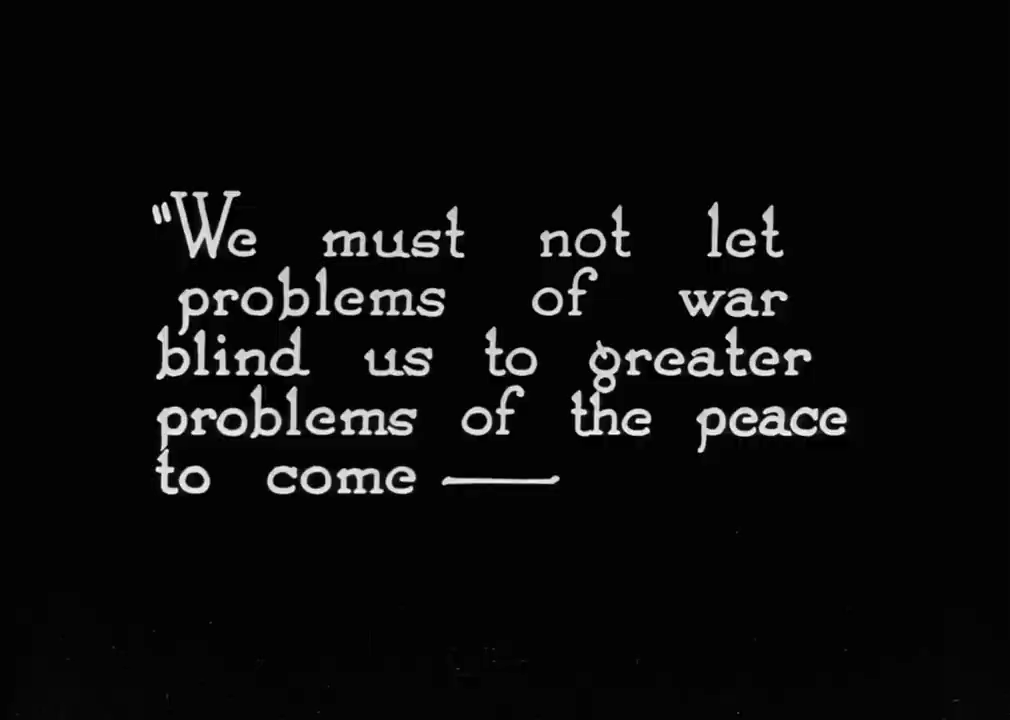 "We must not let
problems of war
blind us to greater
problems of the peace
to come —